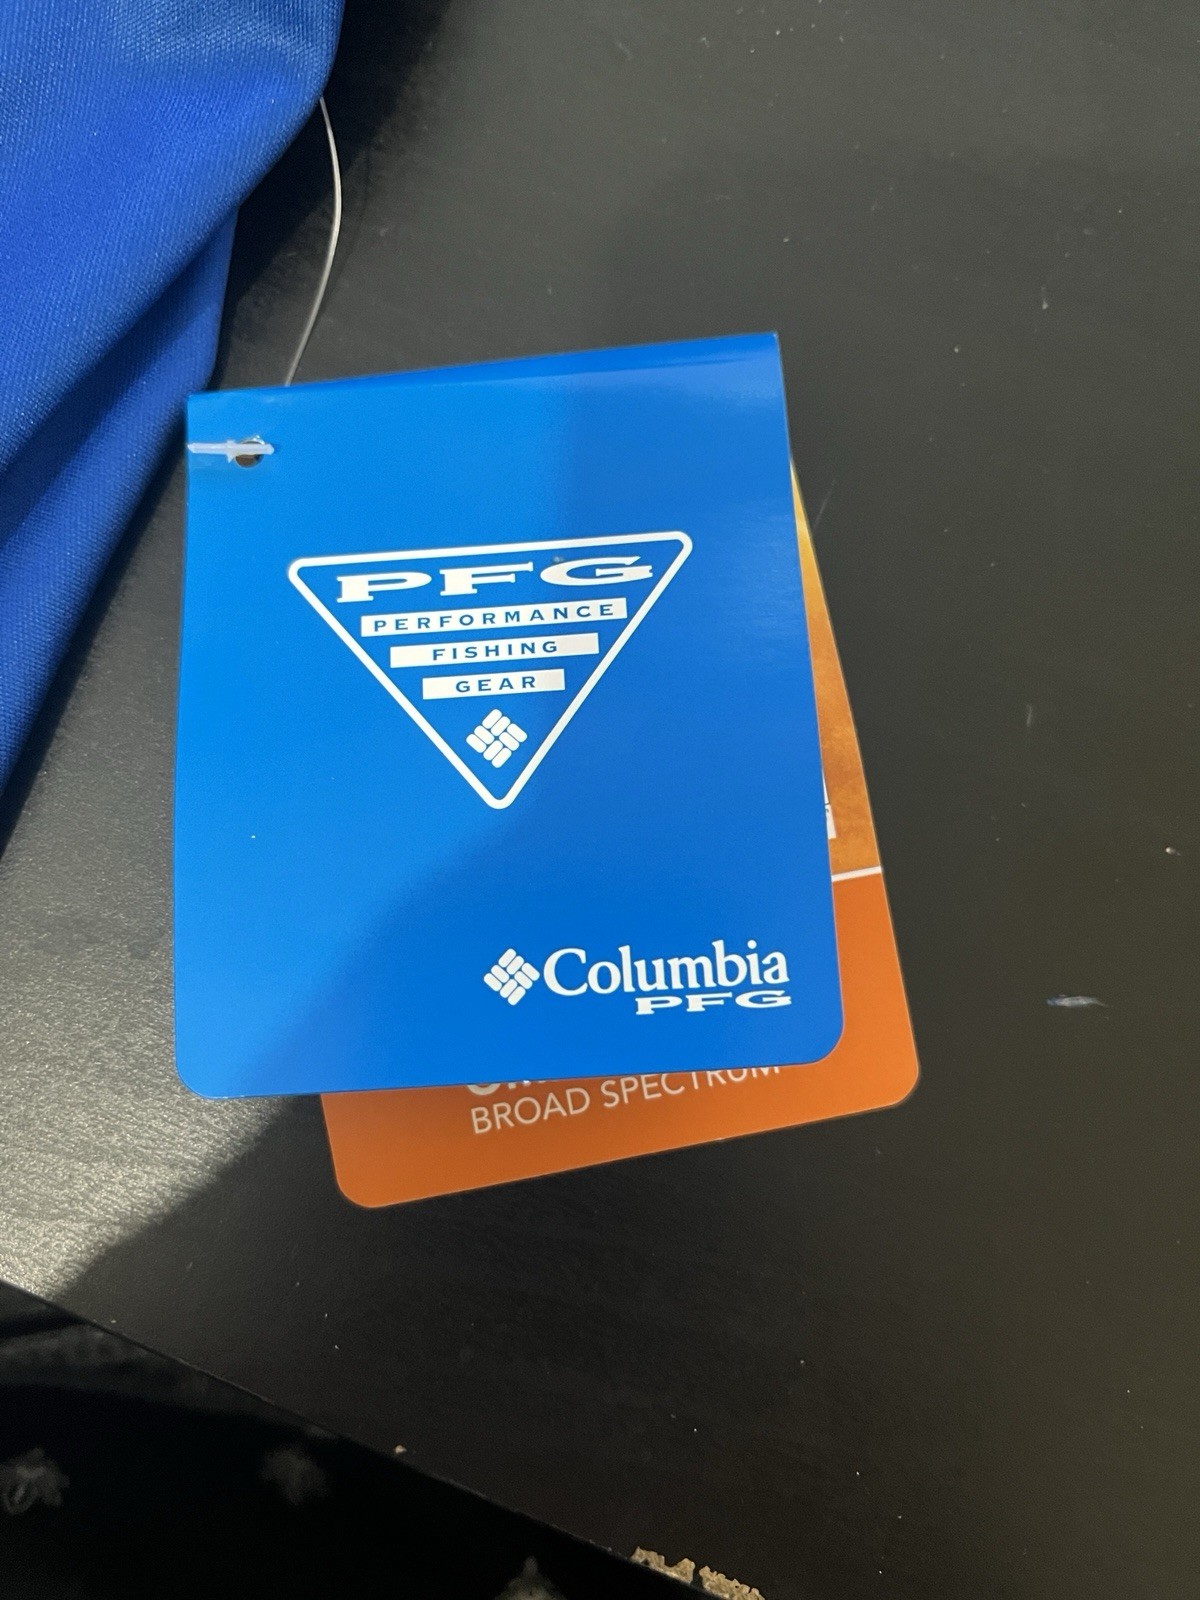 PFG
PERFORMANCE
FISHING
GEAR
Columbia
PFG
BROAD SPECTRUM